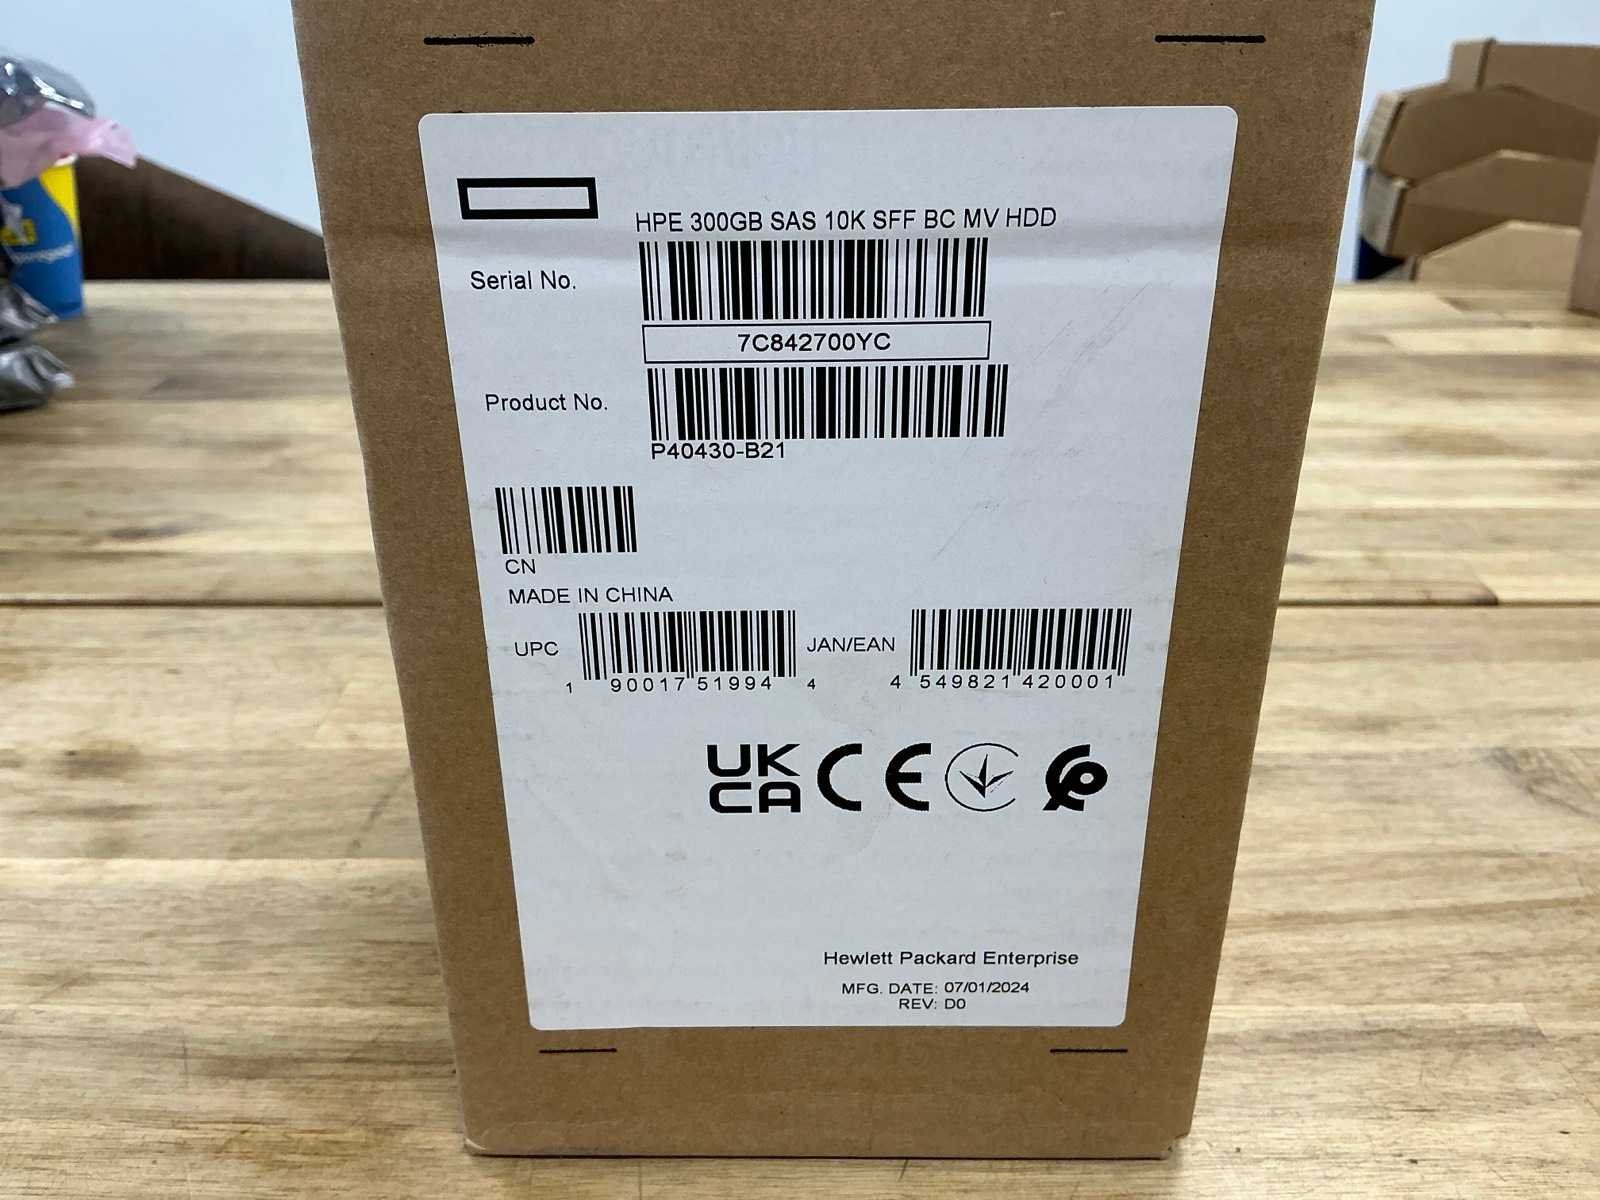 HPE 300GB SAS 10K SFF BC MV HDD
Serial No.
7C842700YC
Product No.
P40430-B21
CN
MADE IN CHINA
UPC
1 90017 51994 4
JAN/EAN
4 549821 420001
UK
CA CE
Hewlett Packard Enterprise
MFG. DATE: 07/01/2024
REV: D0